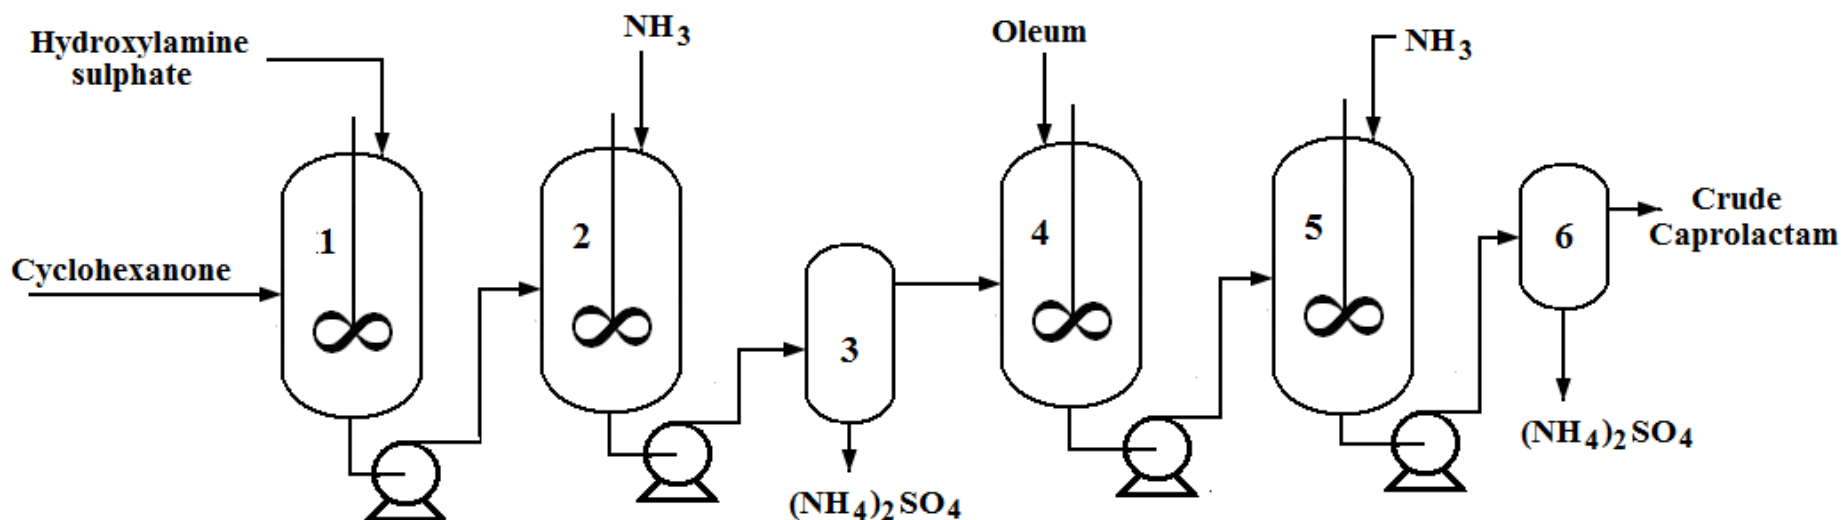 Hydroxylamine
sulphate
NH3
Oleum
NH3
Cyclohexanone
1
2
3
4
5
6
Crude
Caprolactam
(NH4)2SO4
(NH4)2SO4